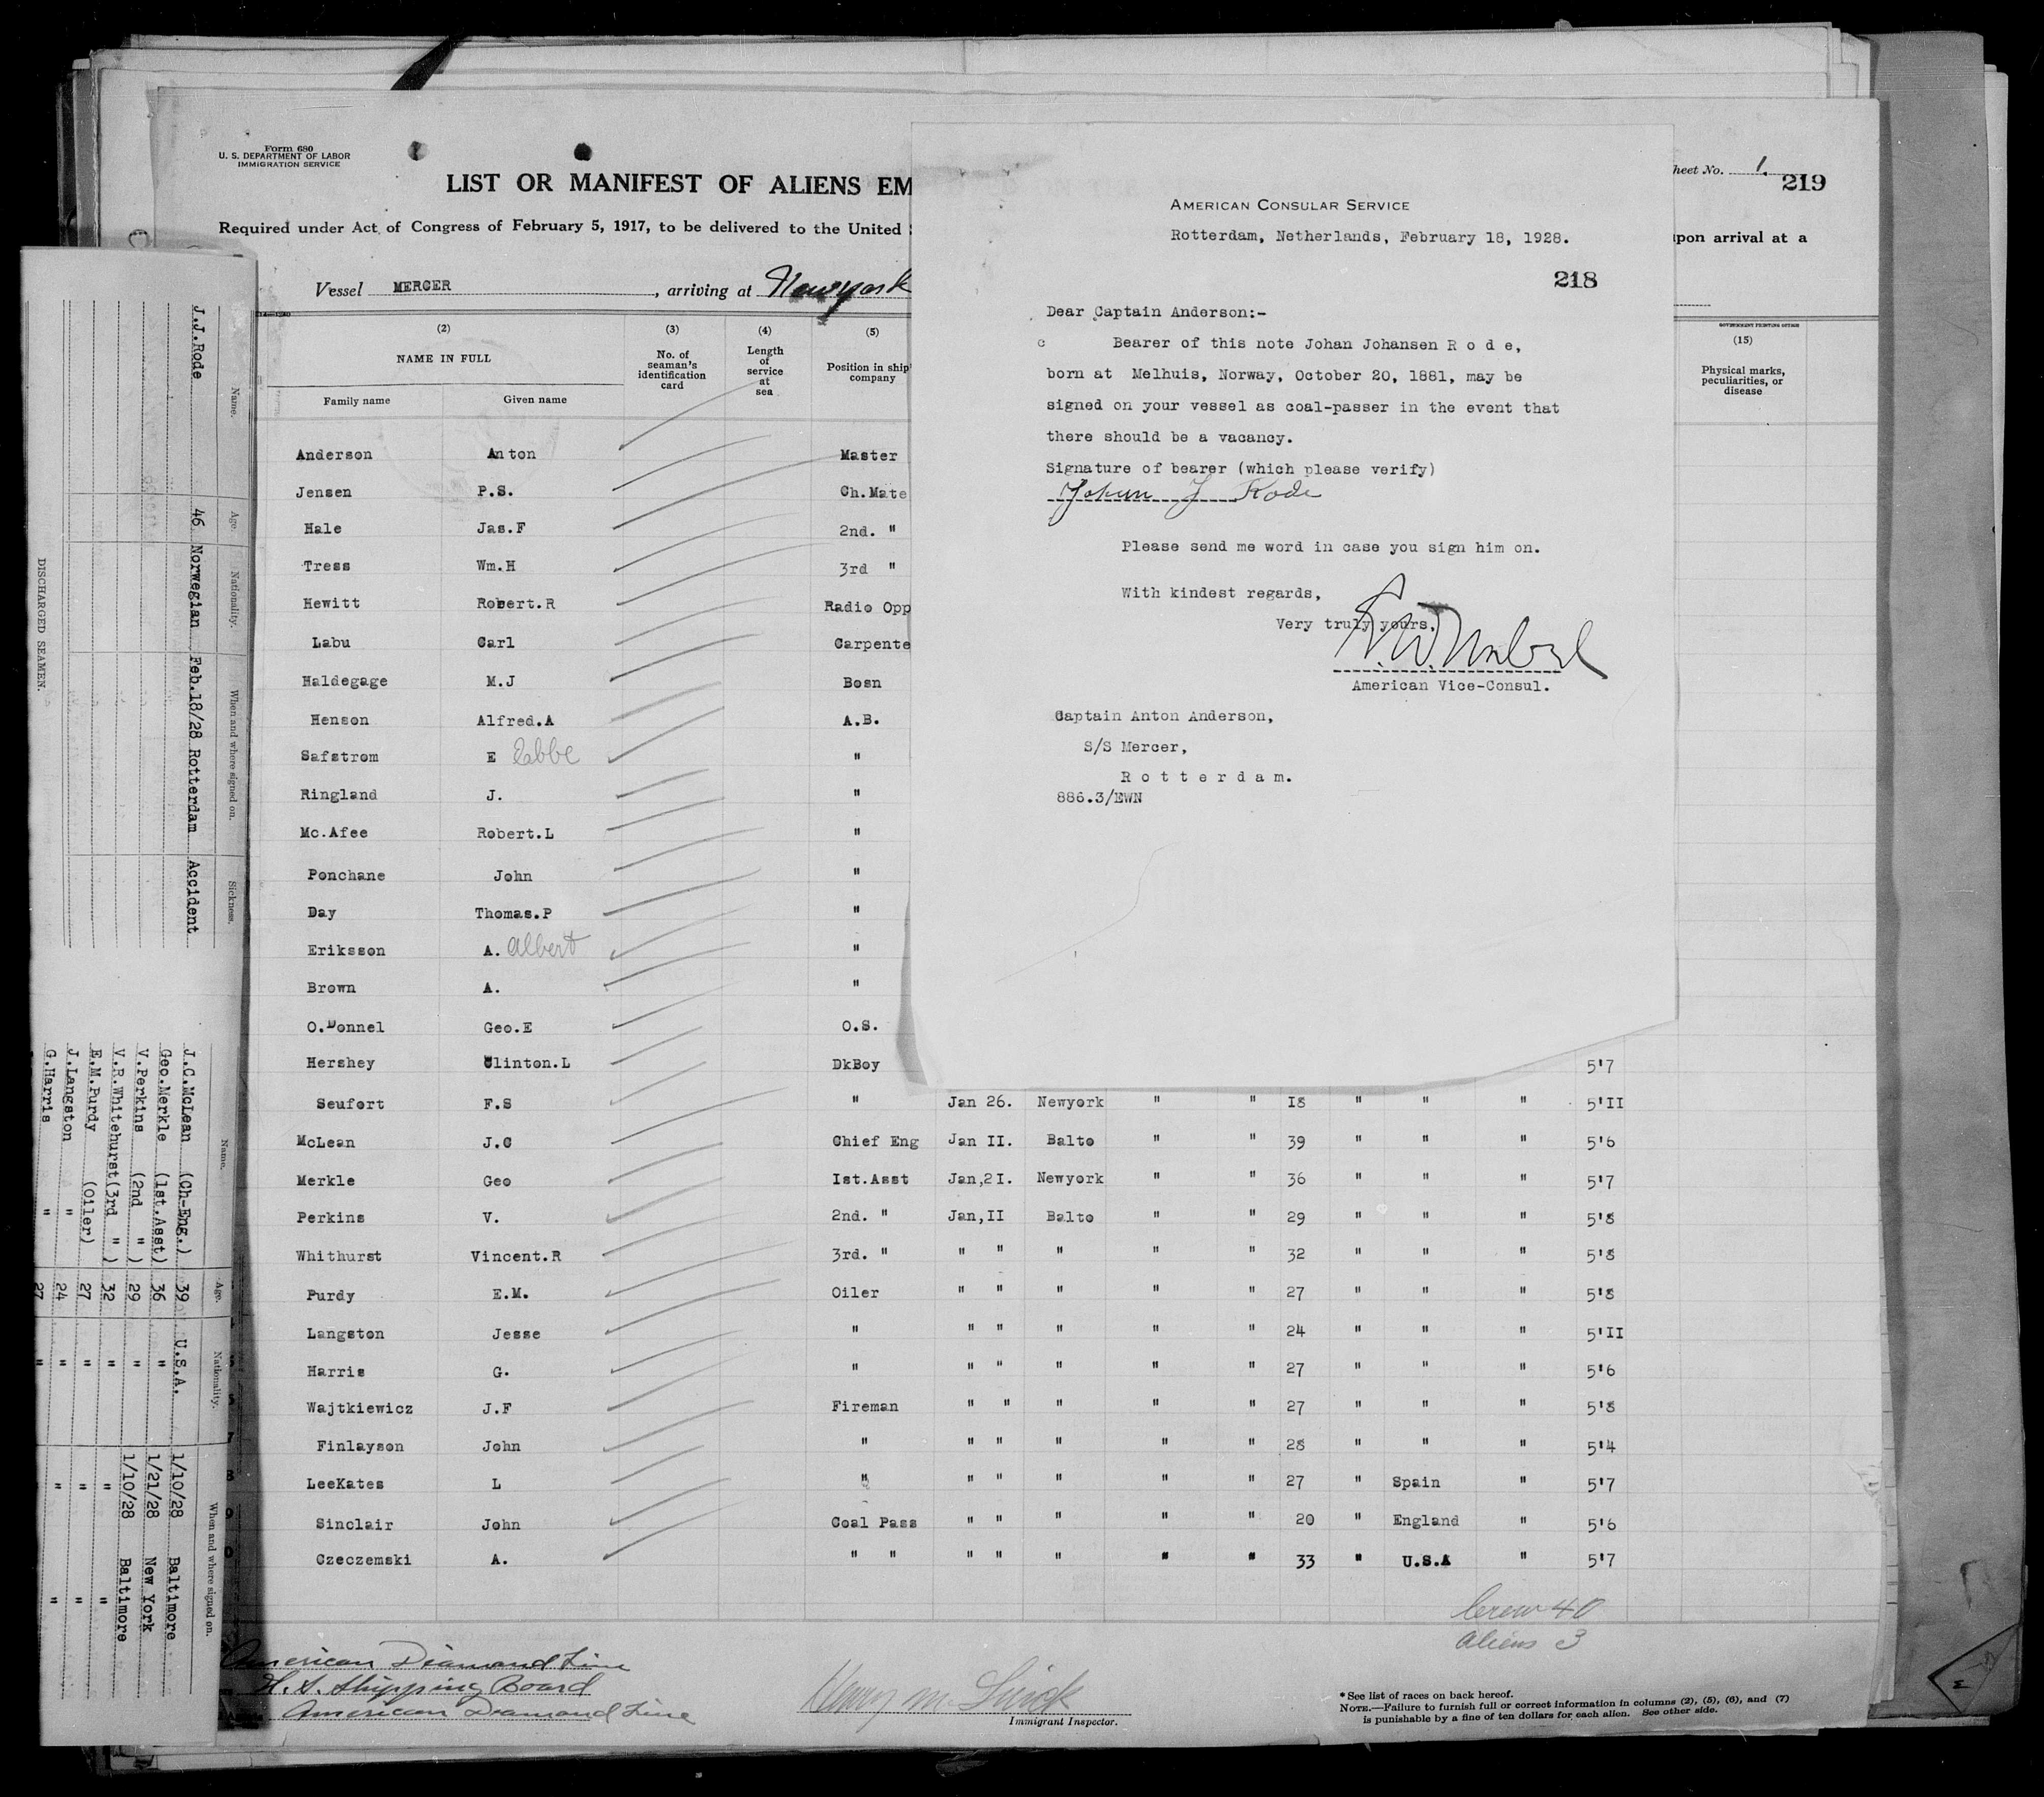 Form 680
U. S. DEPARTMENT OF LABOR
IMMIGRATION SERVICE
LIST OR MANIFEST OF ALIENS EM
Required under Act of Congress of February 5, 1917, to be delivered to the United
Vessel MERCER, arriving at Newyork
heet No. 1. 219
pon arrival at a
(2) (3) (4) (5)
NAME IN FULL
Family name Given name
No. of seaman's identification card
Length of service at sea
Position in ship company
GOVERNMENT PRINTING OFFICE
(15)
Physical marks, peculiarities, or disease
Anderson Anton Master
Jensen P.S. Ch.Mate
Hale Jas.F 2nd. "
Tress Wm.H 3rd "
Hewitt Robert.R Radio Opp
Labu Carl Carpente
Haldegage M.J Bosn
Henson Alfred.A A.B.
Safstrom E Ebbe "
Ringland J. "
Mc.Afee Robert.L "
Ponchane John "
Day Thomas.P "
Eriksson A. Albert "
Brown A. "
O.Donnel Geo.E O.S.
Hershey Clinton.L DkBoy 5'7
Seufert F.S " Jan 26. Newyork " " I8 " " " 5'II
McLean J.C Chief Eng Jan II. Balto " " 39 " " " 5'6
Merkle Geo Ist.Asst Jan,2I. Newyork " " 36 " " " 5'7
Perkins V. 2nd. " Jan,II Balto " " 29 " " " 5'8
Whithurst Vincent.R 3rd. " " " " " " 32 " " " 5'8
Purdy E.M. Oiler " " " " " 27 " " " 5'8
Langston Jesse " " " " " " 24 " " " 5'II
Harris G. " " " " " " 27 " " " 5'6
Wajtkiewicz J.F Fireman " " " " " 27 " " " 5'8
Finlayson John " " " " " " 28 " " " 5'4
LeeKates L " " " " " " 27 " Spain " 5'7
Sinclair John Coal Pass " " " " " 20 " England " 5'6
Czeczemski A. " " " " " " " 33 " U.S.A " 5'7
Crew 40
aliens 3
American Diamond Line
U. S. Shipping Board
American Diamond Line
Immigrant Inspector.
* See list of races on back hereof.
NOTE.—Failure to furnish full or correct information in columns (2), (5), (6), and (7)
is punishable by a fine of ten dollars for each alien. See other side.
AMERICAN CONSULAR SERVICE
Rotterdam, Netherlands, February 18, 1928.
218
Dear Captain Anderson:-
c Bearer of this note Johan Johansen R o d e,
born at Melhuis, Norway, October 20, 1881, may be
signed on your vessel as coal-passer in the event that
there should be a vacancy.
Signature of bearer (which please verify)
Johan J Rode
Please send me word in case you sign him on.
With kindest regards,
Very truly yours,
American Vice-Consul.
Captain Anton Anderson,
S/S Mercer,
R o t t e r d a m.
886.3/EWN
DISCHARGED SEAMEN.
Name. Age. Nationality. When and where signed on. Sickness.
J.J.Rode 46 Norwegian Feb.18/28 Rotterdam Accident
Name. Age. Nationality. When and where signed on.
J.C.McLean (Ch-Eng.) 39 U.S.A. 1/10/28 Baltimore
Geo.Merkle (1st.Asst) 36 " 1/21/28 New York
V.Perkins (2nd " ) 29 " 1/10/28 Baltimore
V.R.Whitehurst(3rd " ) 32 " " "
E.M.Purdy (Oiler) 27 " " "
J.Langston " 24 " " "
G.Harris " 27 "